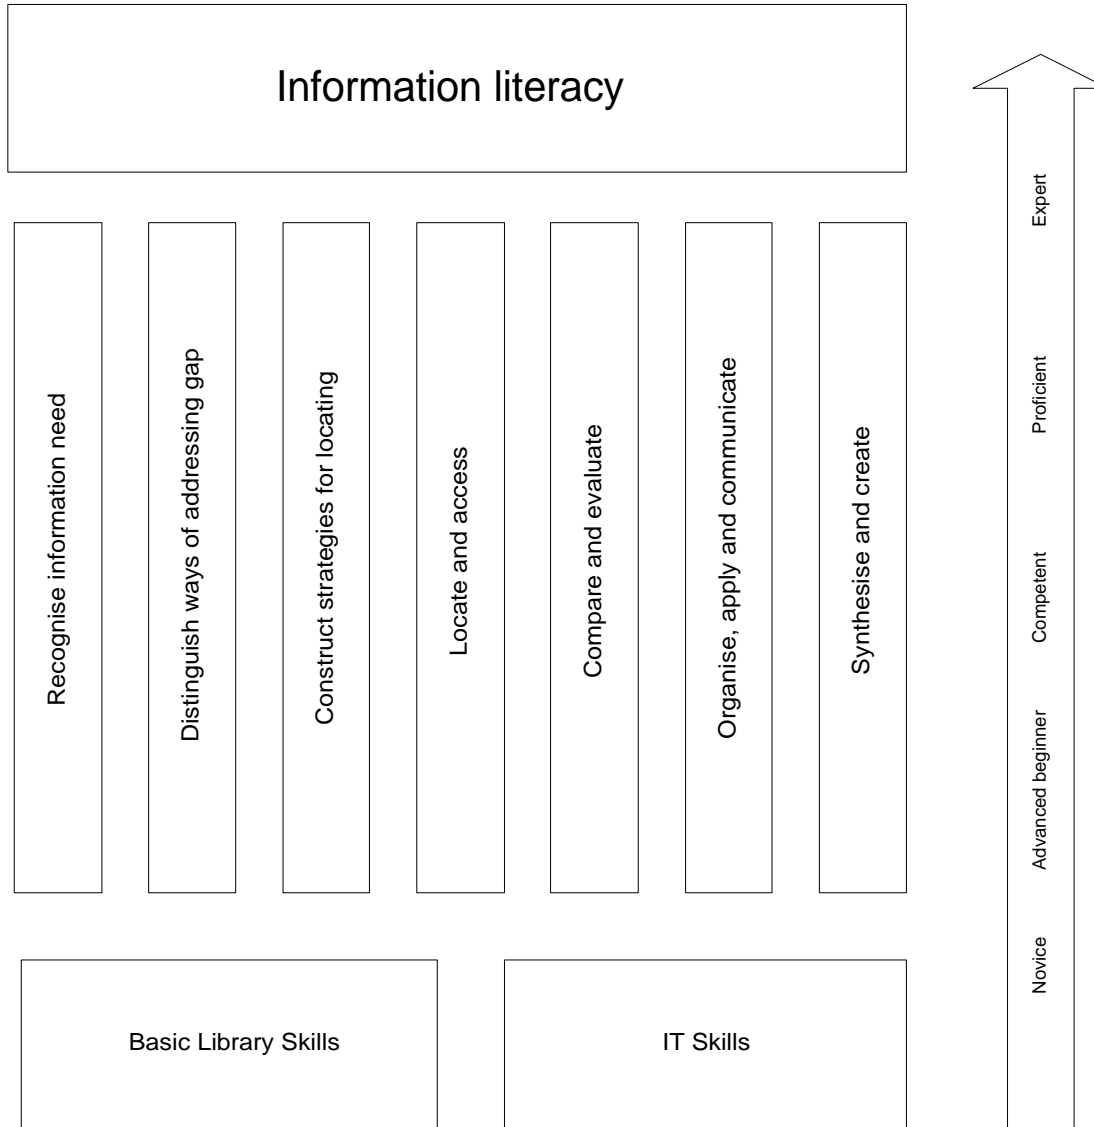 Information literacy
Recognise information need
Distinguish ways of addressing gap
Construct strategies for locating
Locate and access
Compare and evaluate
Organise, apply and communicate
Synthesise and create
Basic Library Skills
IT Skills
Expert
Proficient
Competent
Advanced beginner
Novice